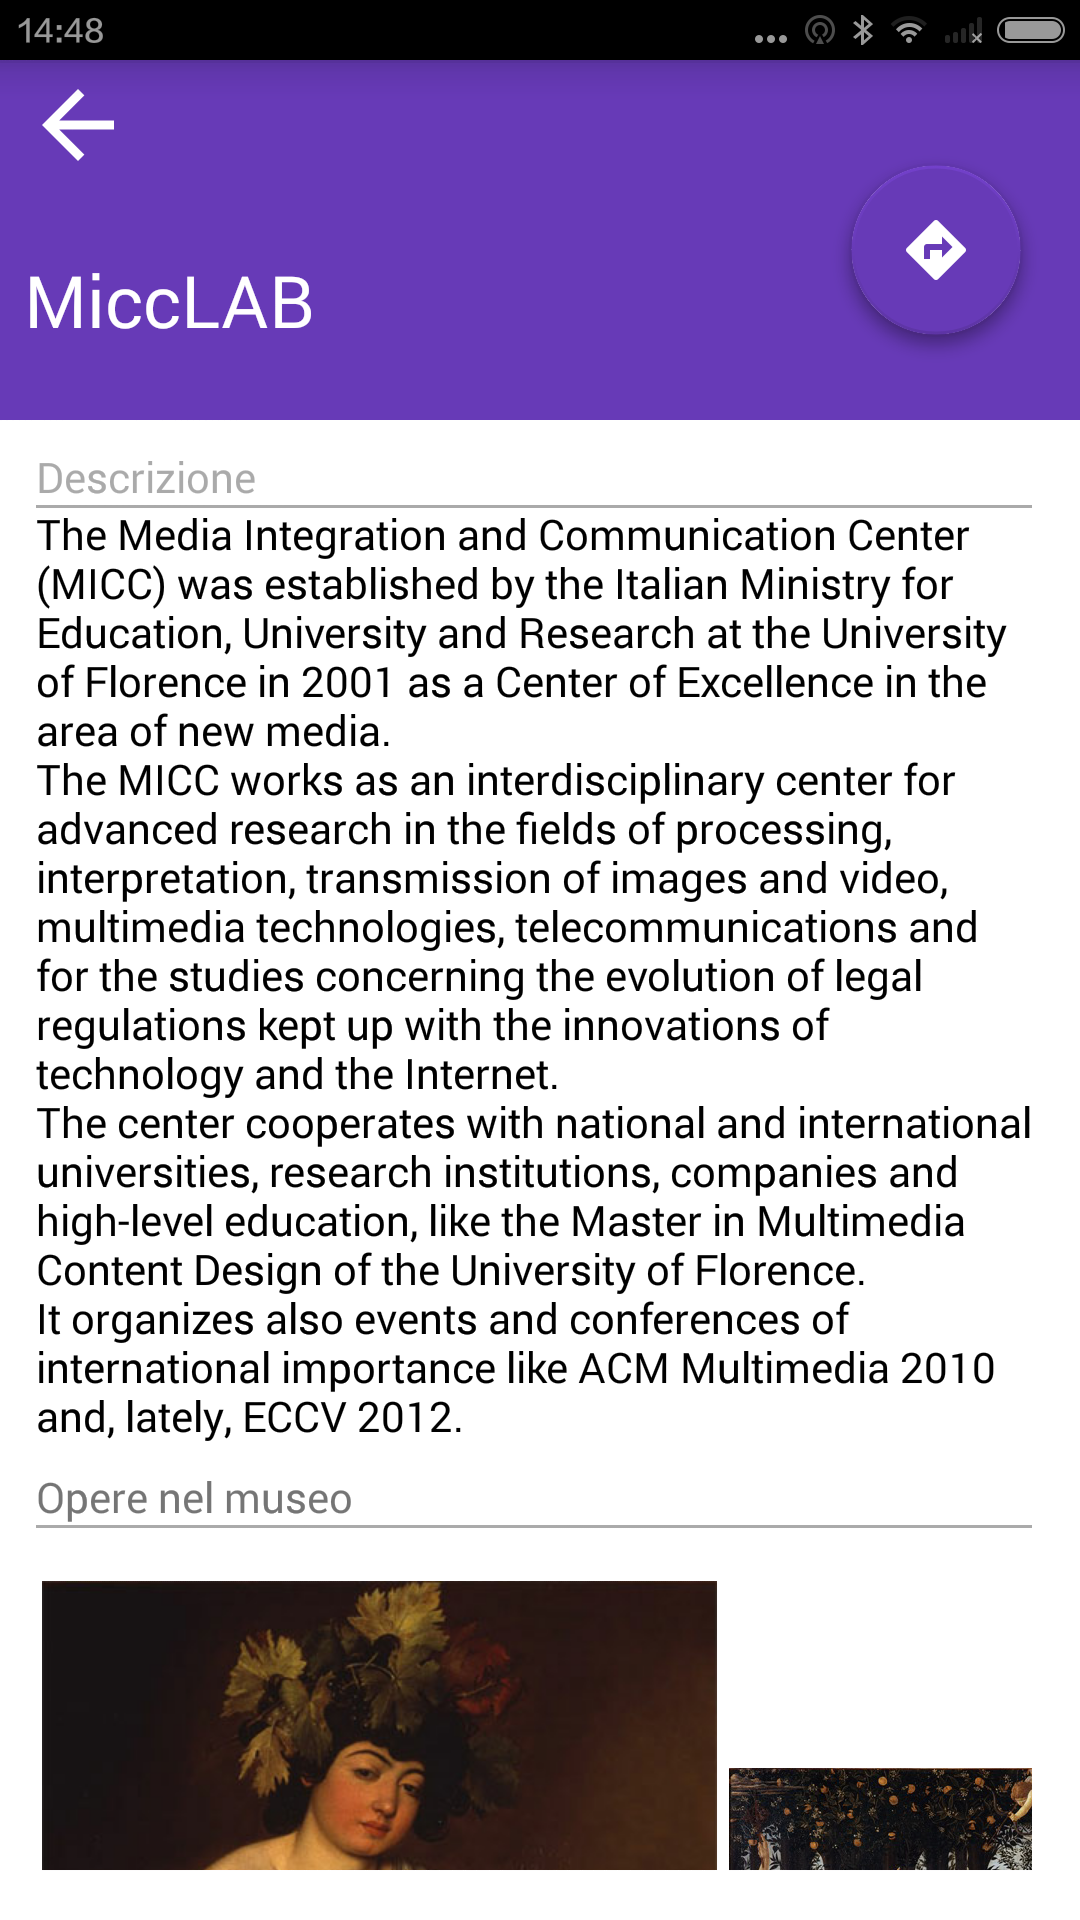 14:48
MiccLAB
Descrizione
The Media Integration and Communication Center
(MICC) was established by the Italian Ministry for
Education, University and Research at the University
of Florence in 2001 as a Center of Excellence in the
area of new media.
The MICC works as an interdisciplinary center for
advanced research in the fields of processing,
interpretation, transmission of images and video,
multimedia technologies, telecommunications and
for the studies concerning the evolution of legal
regulations kept up with the innovations of
technology and the Internet.
The center cooperates with national and international
universities, research institutions, companies and
high-level education, like the Master in Multimedia
Content Design of the University of Florence.
It organizes also events and conferences of
international importance like ACM Multimedia 2010
and, lately, ECCV 2012.
Opere nel museo